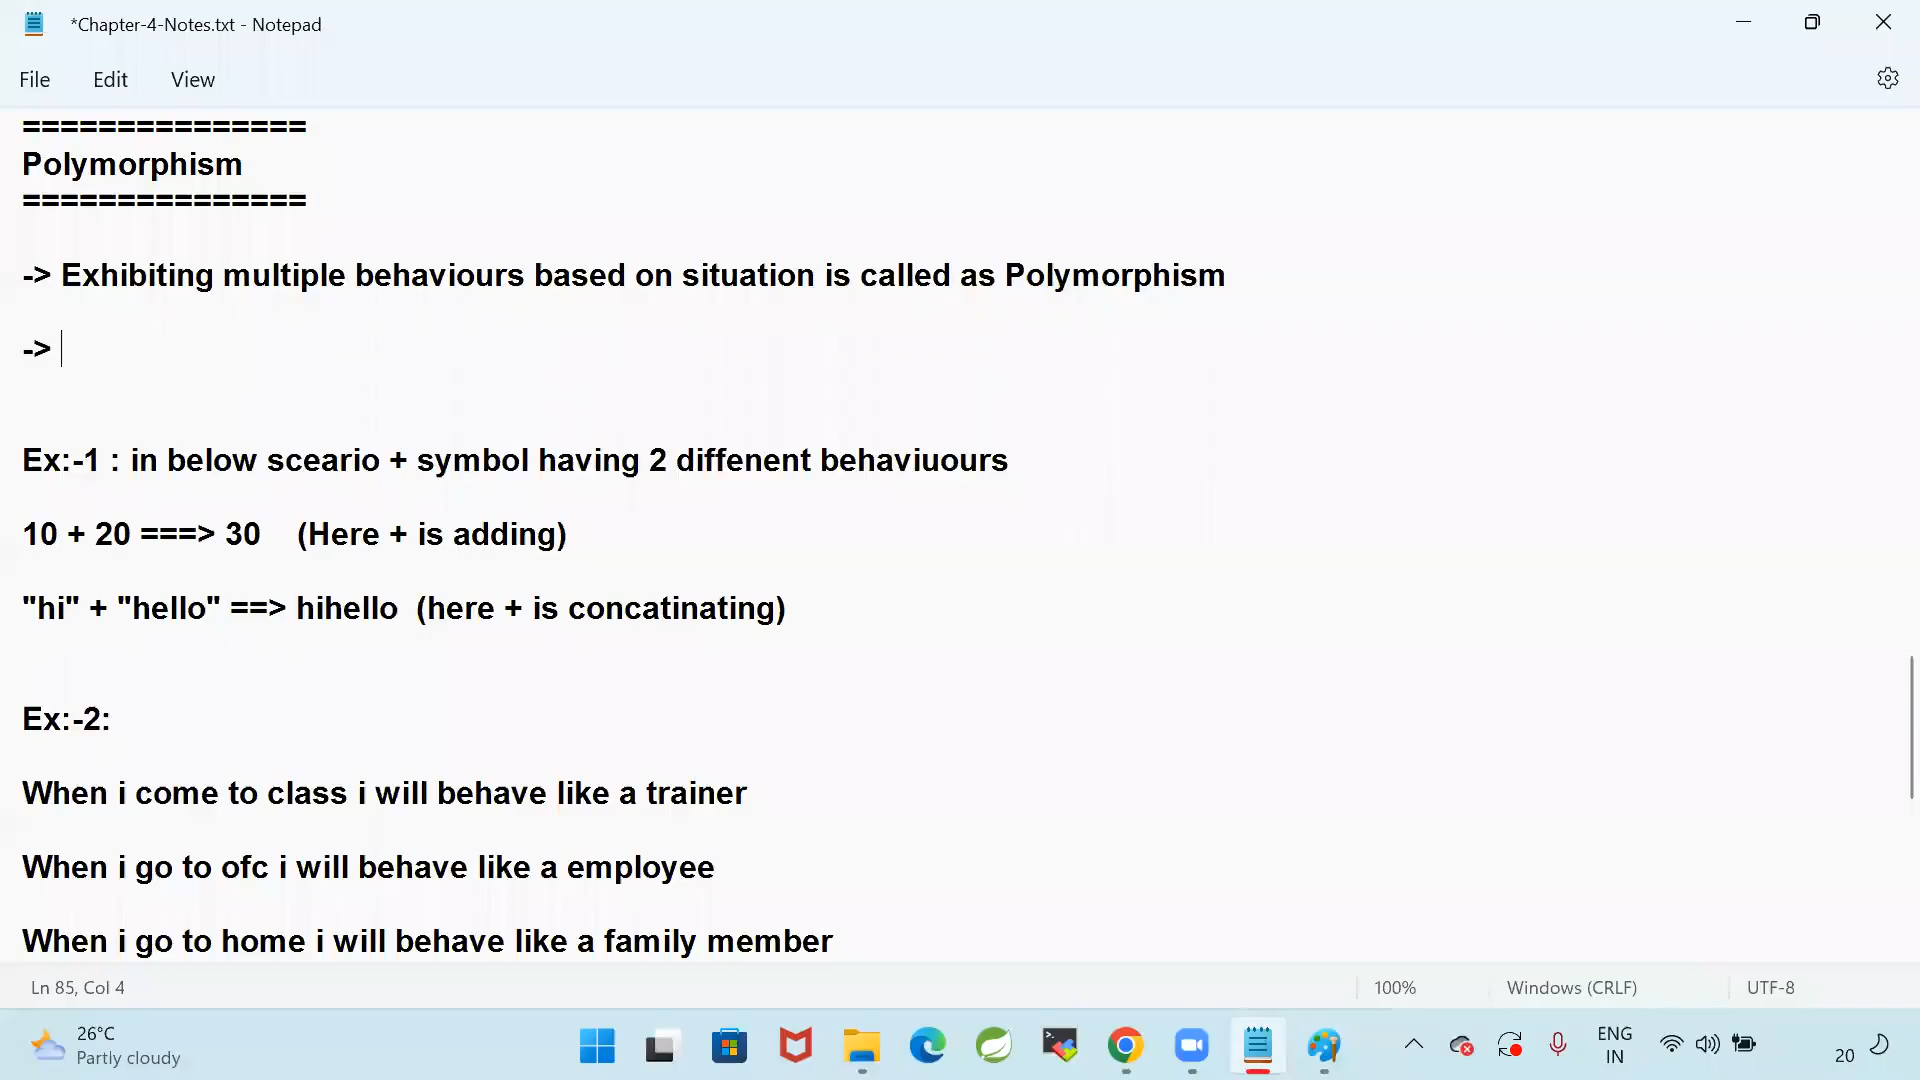 *Chapter-4-Notes.txt - Notepad
File Edit View
===============
Polymorphism
===============
-> Exhibiting multiple behaviours based on situation is called as Polymorphism
->
Ex:-1 : in below sceario + symbol having 2 diffenent behaviuours
10 + 20 ===> 30 (Here + is adding)
"hi" + "hello" ==> hihello (here + is concatinating)
Ex:-2:
When i come to class i will behave like a trainer
When i go to ofc i will behave like a employee
When i go to home i will behave like a family member
Ln 85, Col 4 100% Windows (CRLF) UTF-8
26°C
Partly cloudy
ENG
IN
20